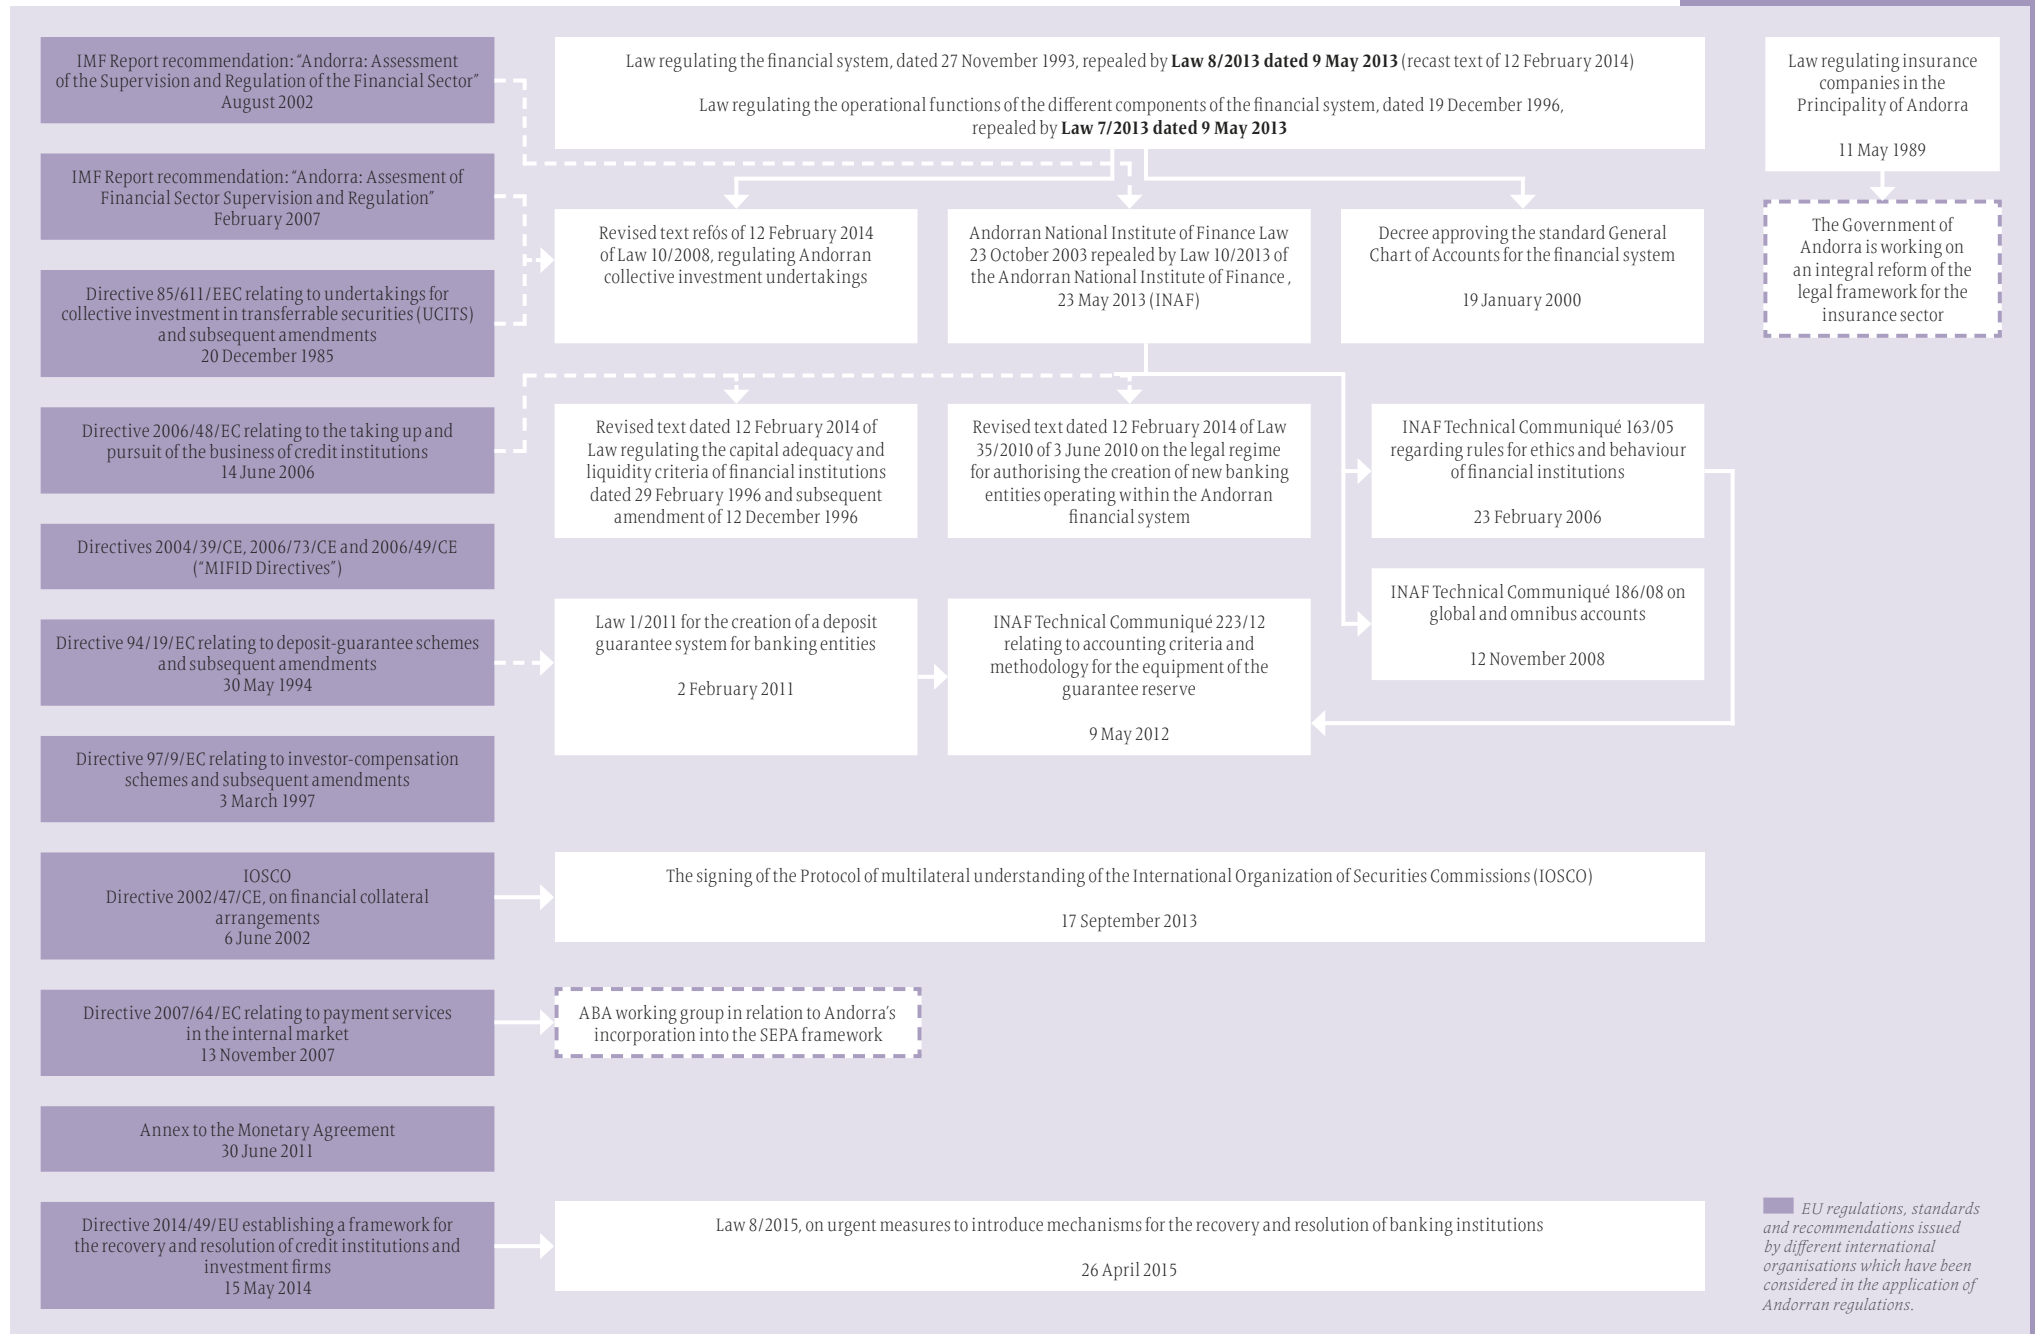 IMF Report recommendation: “Andorra: Assessment
of the Supervision and Regulation of the Financial Sector”
August 2002
IMF Report recommendation: “Andorra: Assesment of
Financial Sector Supervision and Regulation”
February 2007
Directive 85/611/EEC relating to undertakings for
collective investment in transferrable securities (UCITS)
and subsequent amendments
20 December 1985
Directive 2006/48/EC relating to the taking up and
pursuit of the business of credit institutions
14 June 2006
Directives 2004/39/CE, 2006/73/CE and 2006/49/CE
(“MIFID Directives”)
Directive 94/19/EC relating to deposit-guarantee schemes
and subsequent amendments
30 May 1994
Directive 97/9/EC relating to investor-compensation
schemes and subsequent amendments
3 March 1997
IOSCO
Directive 2002/47/CE, on financial collateral
arrangements
6 June 2002
Directive 2007/64/EC relating to payment services
in the internal market
13 November 2007
Annex to the Monetary Agreement
30 June 2011
Directive 2014/49/EU establishing a framework for
the recovery and resolution of credit institutions and
investment firms
15 May 2014
Law regulating the financial system, dated 27 November 1993, repealed by Law 8/2013 dated 9 May 2013 (recast text of 12 February 2014)
Law regulating the operational functions of the different components of the financial system, dated 19 December 1996,
repealed by Law 7/2013 dated 9 May 2013
Revised text refós of 12 February 2014
of Law 10/2008, regulating Andorran
collective investment undertakings
Andorran National Institute of Finance Law
23 October 2003 repealed by Law 10/2013 of
the Andorran National Institute of Finance ,
23 May 2013 (INAF)
Decree approving the standard General
Chart of Accounts for the financial system
19 January 2000
Revised text dated 12 February 2014 of
Law regulating the capital adequacy and
liquidity criteria of financial institutions
dated 29 February 1996 and subsequent
amendment of 12 December 1996
Revised text dated 12 February 2014 of Law
35/2010 of 3 June 2010 on the legal regime
for authorising the creation of new banking
entities operating within the Andorran
financial system
INAF Technical Communiqué 163/05
regarding rules for ethics and behaviour
of financial institutions
23 February 2006
INAF Technical Communiqué 186/08 on
global and omnibus accounts
12 November 2008
Law 1/2011 for the creation of a deposit
guarantee system for banking entities
2 February 2011
INAF Technical Communiqué 223/12
relating to accounting criteria and
methodology for the equipment of the
guarantee reserve
9 May 2012
The signing of the Protocol of multilateral understanding of the International Organization of Securities Commissions (IOSCO)
17 September 2013
ABA working group in relation to Andorra’s
incorporation into the SEPA framework
Law 8/2015, on urgent measures to introduce mechanisms for the recovery and resolution of banking institutions
26 April 2015
Law regulating insurance
companies in the
Principality of Andorra
11 May 1989
The Government of
Andorra is working on
an integral reform of the
legal framework for the
insurance sector
EU regulations, standards
and recommendations issued
by different international
organisations which have been
considered in the application of
Andorran regulations.